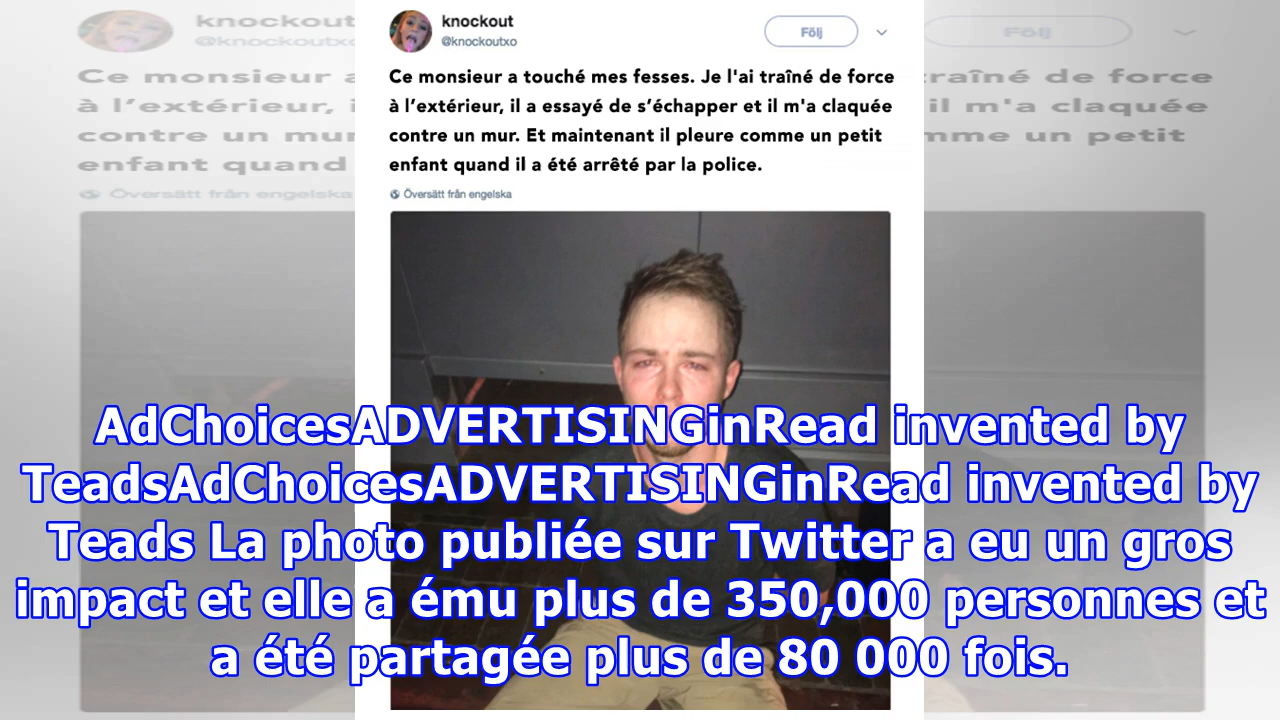 knockout
@knockoutxo
Följ
Ce monsieur a touché mes fesses. Je l'ai traîné de force
à l’extérieur, il a essayé de s’échapper et il m'a claquée
contre un mur. Et maintenant il pleure comme un petit
enfant quand il a été arrêté par la police.
Översätt från engelska
AdChoicesADVERTISINGinRead invented by
TeadsAdChoicesADVERTISINGinRead invented by
Teads La photo publiée sur Twitter a eu un gros
impact et elle a ému plus de 350,000 personnes et
a été partagée plus de 80 000 fois.